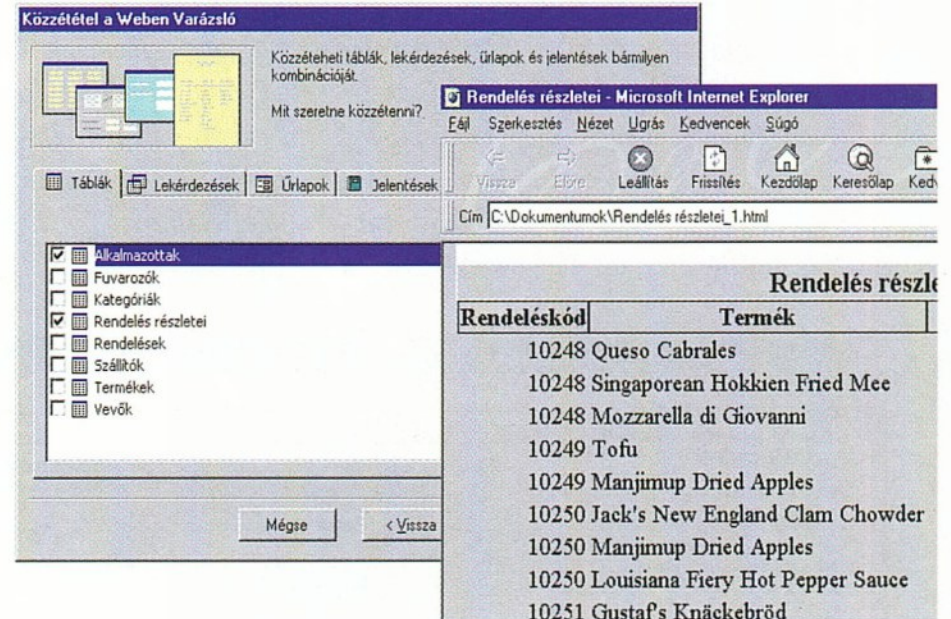 Közzététel a Weben Varázsló
Közzéteheti táblák, lekérdezések, űrlapok és jelentések bármilyen
kombinációját.
Mit szeretne közzétenni?
Táblák Lekérdezések Űrlapok Jelentések
Alkalmazottak
Fuvarozók
Kategóriák
Rendelés részletei
Rendelések
Szállítók
Termékek
Vevők
Mégse < Vissza
Rendelés részletei - Microsoft Internet Explorer
Fájl Szerkesztés Nézet Ugrás Kedvencek Súgó
Vissza Előre Leállítás Frissítés Kezdőlap Keresőlap
Cím C:\Dokumentumok\Rendelés részletei_1.html
Rendelés
Rendeléskód Termék
10248 Queso Cabrales
10248 Singaporean Hokkien Fried Mee
10248 Mozzarella di Giovanni
10249 Tofu
10249 Manjimup Dried Apples
10250 Jack's New England Clam Chowder
10250 Manjimup Dried Apples
10250 Louisiana Fiery Hot Pepper Sauce
10251 Gustaf's Knäckebröd